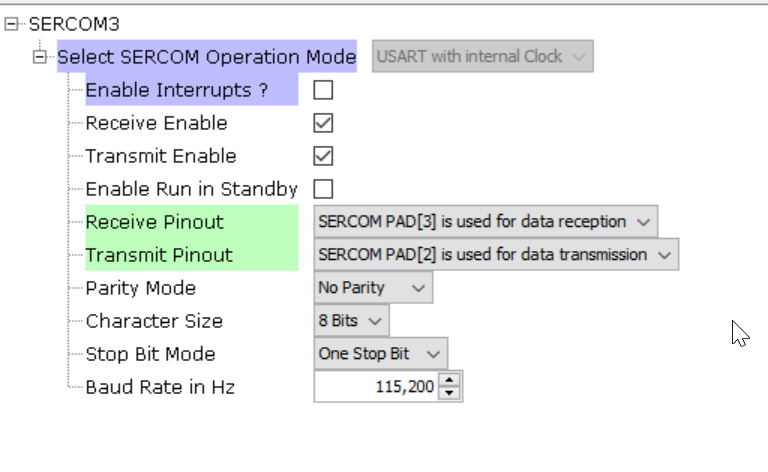 SERCOM3
Select SERCOM Operation Mode USART with internal Clock
Enable Interrupts ?
Receive Enable
Transmit Enable
Enable Run in Standby
Receive Pinout SERCOM PAD[3] is used for data reception
Transmit Pinout SERCOM PAD[2] is used for data transmission
Parity Mode No Parity
Character Size 8 Bits
Stop Bit Mode One Stop Bit
Baud Rate in Hz 115,200